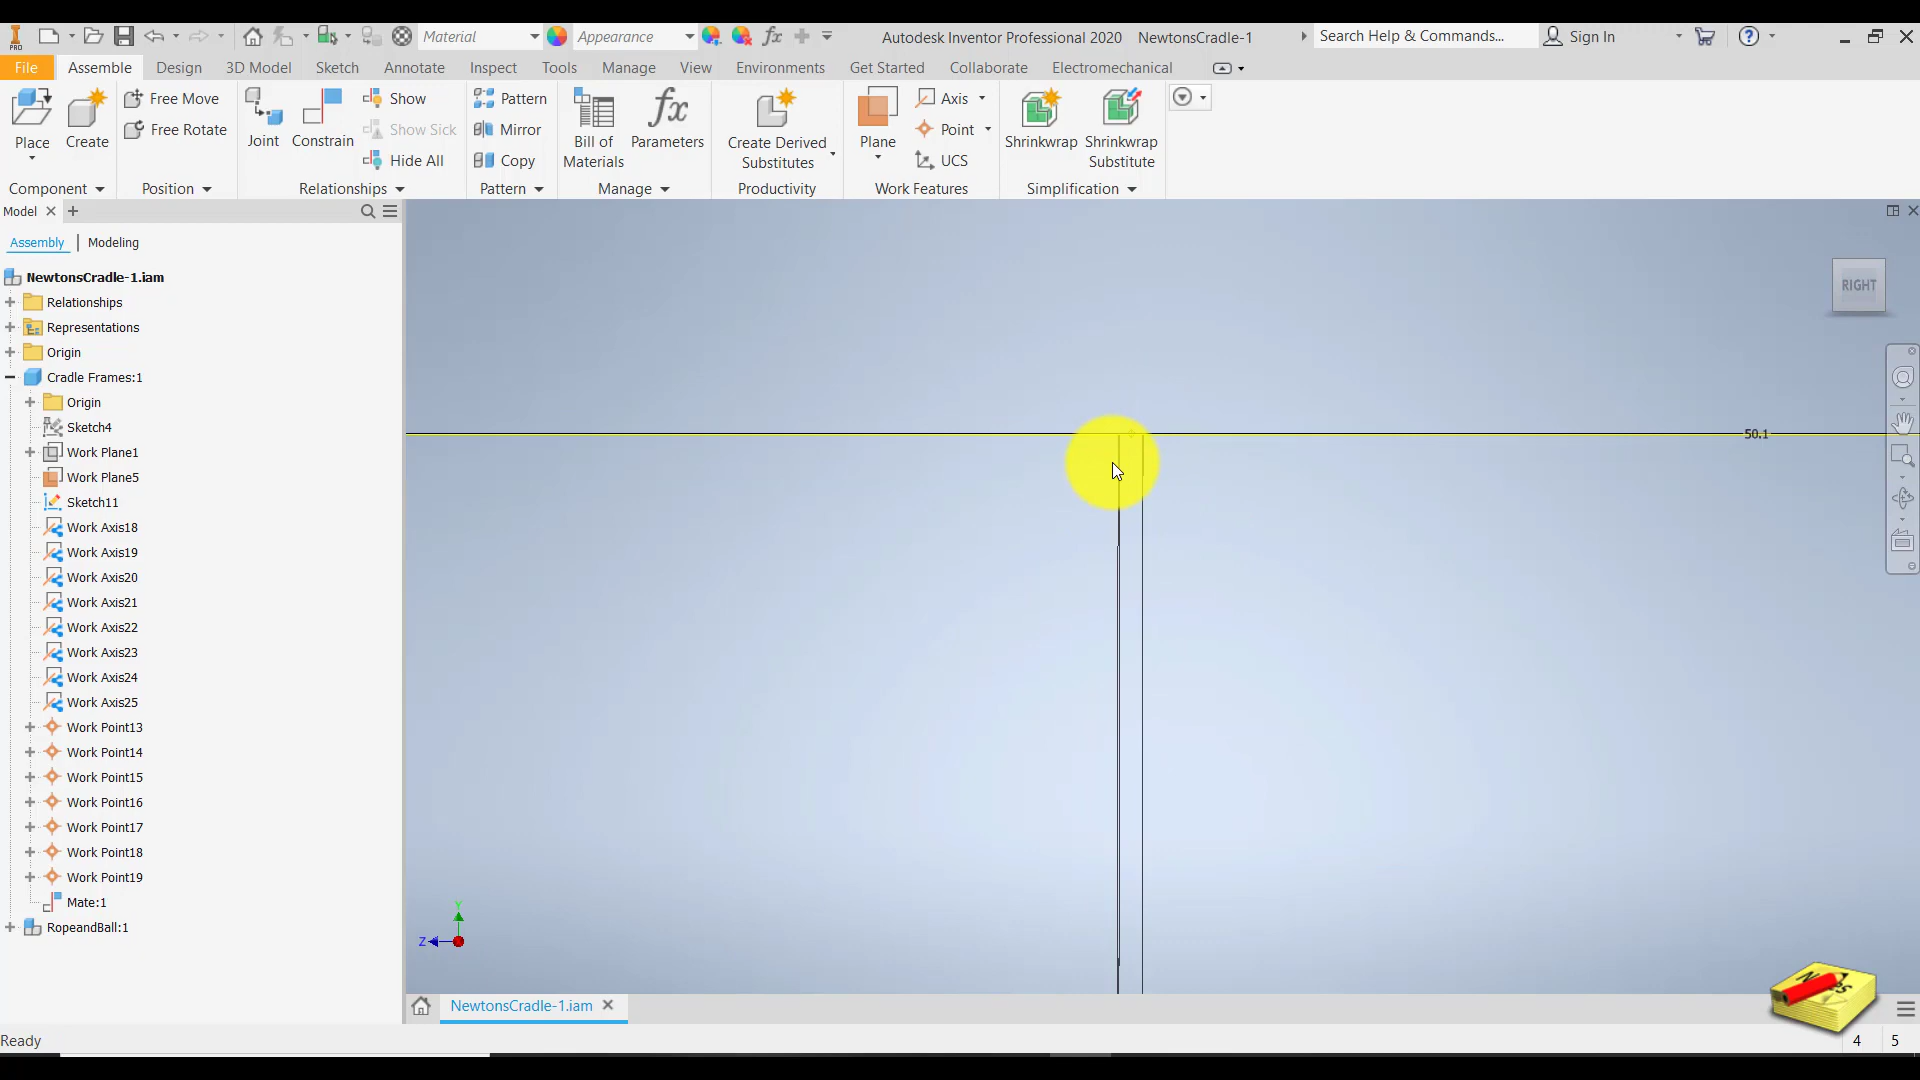 PRO
Material
Appearance
Autodesk Inventor Professional 2020 NewtonsCradle-1
Search Help & Commands...
Sign In
File Assemble Design 3D Model Sketch Annotate Inspect Tools Manage View Environments Get Started Collaborate Electromechanical
Place
Create
Free Move
Free Rotate
Joint
Constrain
Show
Show Sick
Hide All
Pattern
Mirror
Copy
Bill of
Materials
Parameters
Create Derived
Substitutes
Plane
Axis
Point
UCS
Shrinkwrap
Shrinkwrap
Substitute
Component Position Relationships Pattern Manage Productivity Work Features Simplification
Model
Assembly | Modeling
NewtonsCradle-1.iam
Relationships
Representations
Origin
Cradle Frames:1
Origin
Sketch4
Work Plane1
Work Plane5
Sketch11
Work Axis18
Work Axis19
Work Axis20
Work Axis21
Work Axis22
Work Axis23
Work Axis24
Work Axis25
Work Point13
Work Point14
Work Point15
Work Point16
Work Point17
Work Point18
Work Point19
Mate:1
RopeandBall:1
RIGHT
50.1
Y
Z
NewtonsCradle-1.iam
Ready
4 5